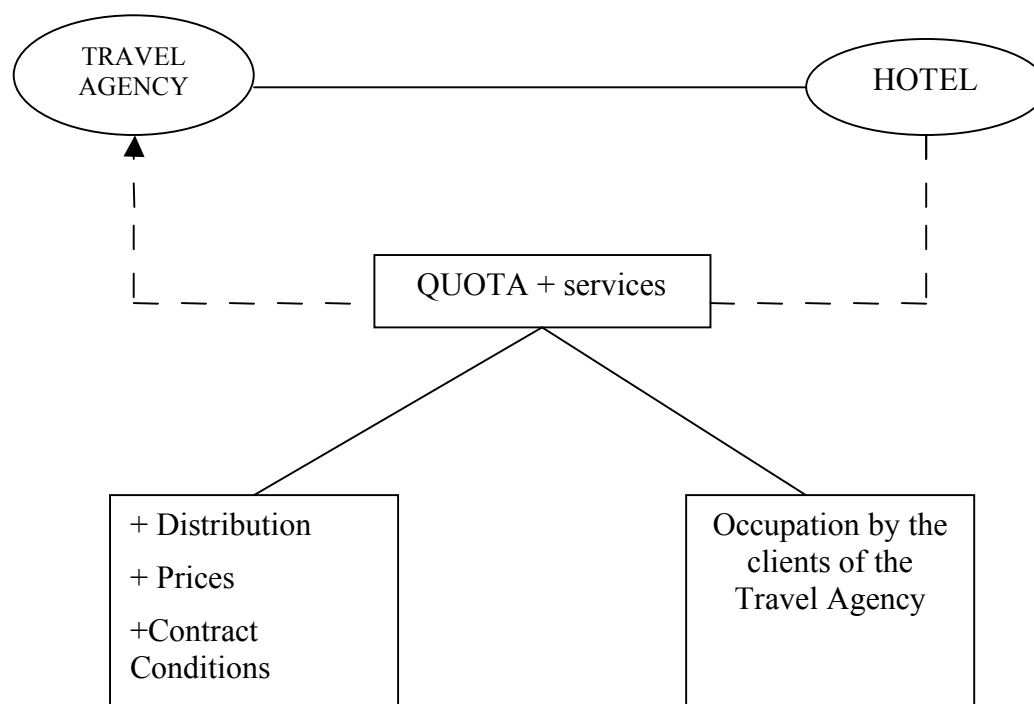 TRAVEL
AGENCY
HOTEL
QUOTA + services
+ Distribution
+ Prices
+Contract
Conditions
Occupation by the
clients of the
Travel Agency